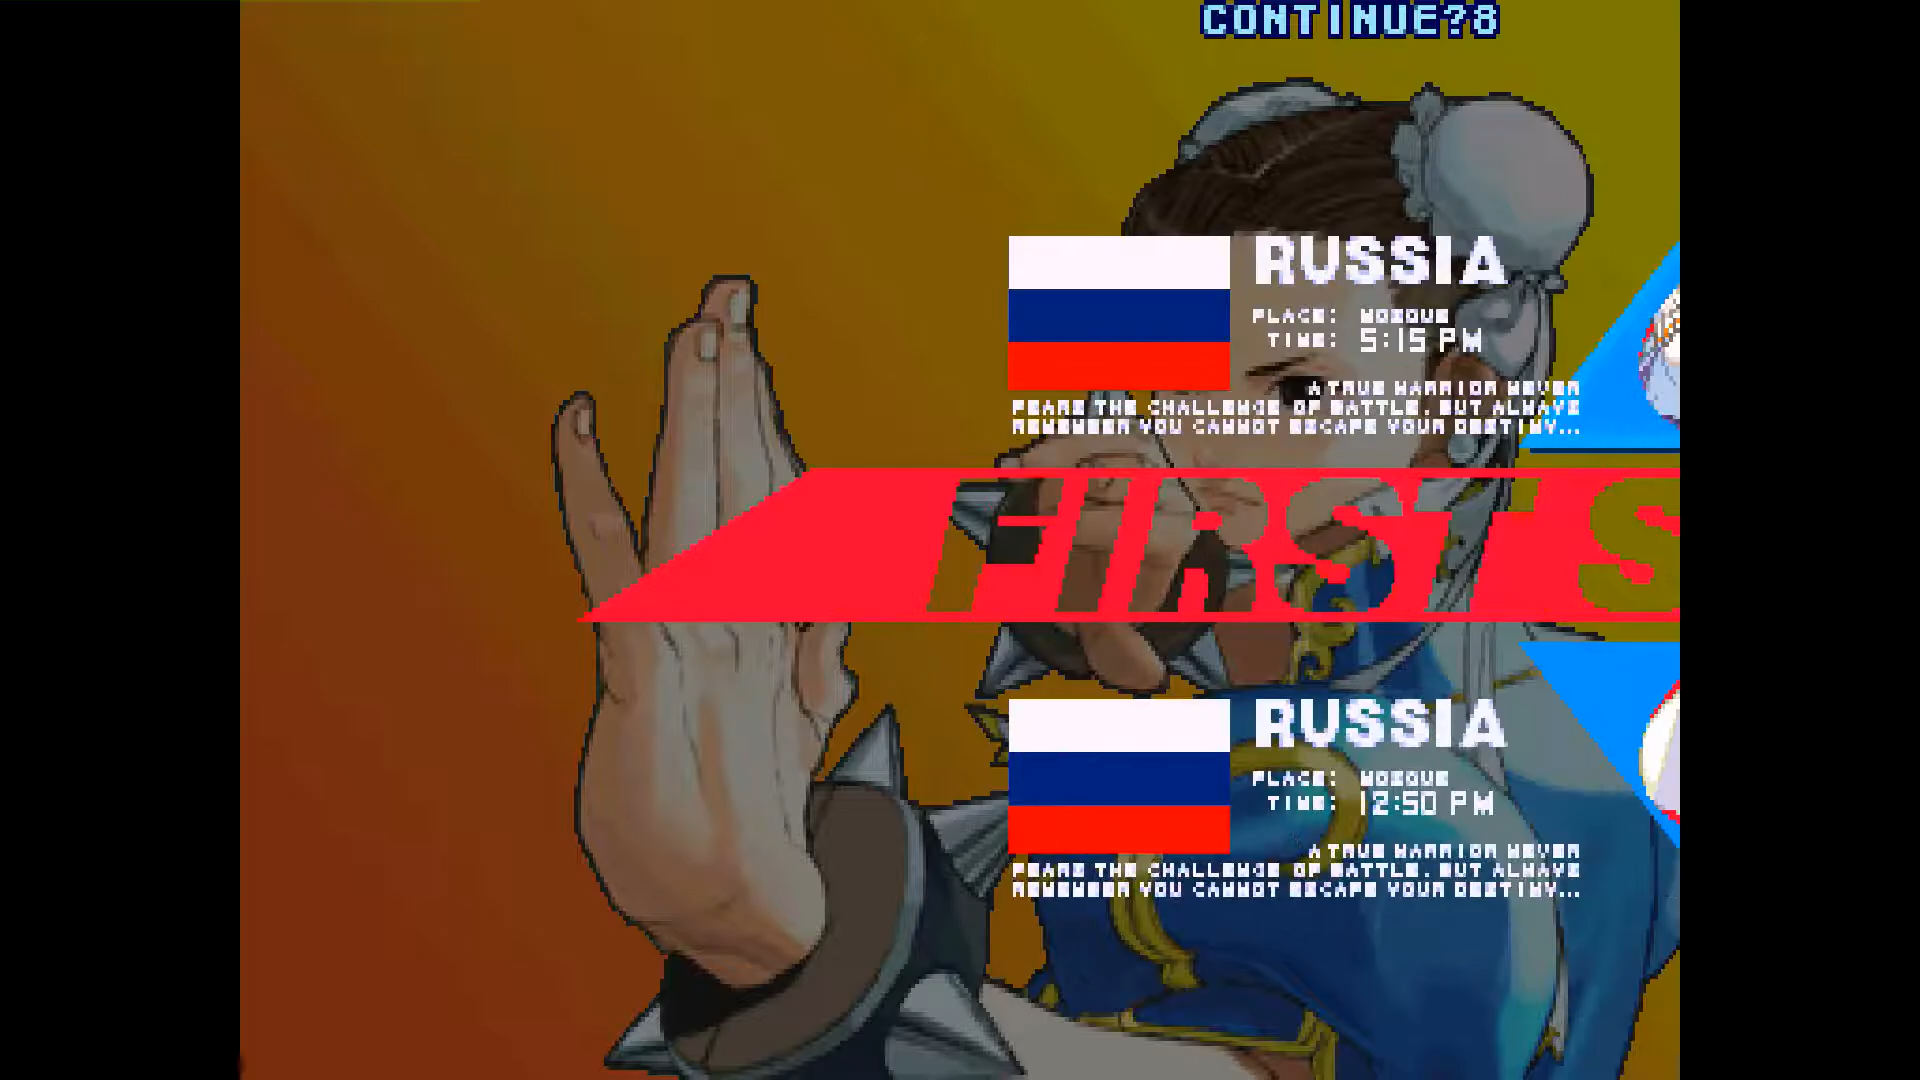 CONTINUE?8
RUSSIA
PLACE: MOSQUE
TIME: 5:15 PM
A TRUE WARRIOR NEVER
FEARS THE CHALLENGE OF BATTLE. BUT ALWAYS
REMEMBER YOU CANNOT ESCAPE YOUR DESTINY...
FIRST S
RUSSIA
PLACE: MOSQUE
TIME: 12:50 PM
A TRUE WARRIOR NEVER
FEARS THE CHALLENGE OF BATTLE. BUT ALWAYS
REMEMBER YOU CANNOT ESCAPE YOUR DESTINY...